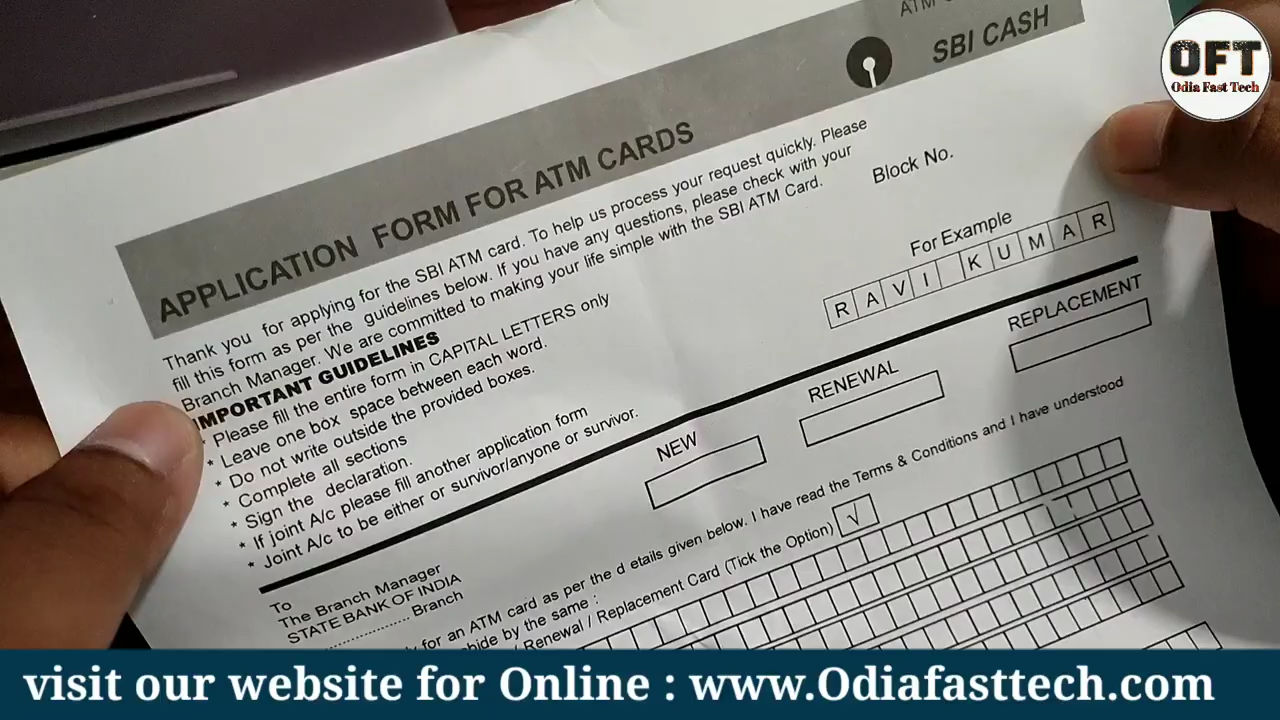 OFT
Odia Fast Tech
ATM
SBI CASH
APPLICATION FORM FOR ATM CARDS
Thank you for applying for the SBI ATM card. To help us process your request quickly. Please
fill this form as per the guidelines below. If you have any questions, please check with your
Branch Manager. We are committed to making your life simple with the SBI ATM Card.
Block No.
IMPORTANT GUIDELINES
* Please fill the entire form in CAPITAL LETTERS only
* Leave one box space between each word.
* Do not write outside the provided boxes.
* Complete all sections
* Sign the declaration.
* If joint A/c please fill another application form
* Joint A/c to be either or survivor/anyone or survivor.
For Example
RAVI KUMAR
NEW
RENEWAL
REPLACEMENT
To
The Branch Manager
STATE BANK OF INDIA
.................... Branch
for an ATM card as per the d etails given below. I have read the Terms & Conditions and I have understood
by the same :
/ Renewal / Replacement Card (Tick the Option) √
visit our website for Online : www.Odiafasttech.com